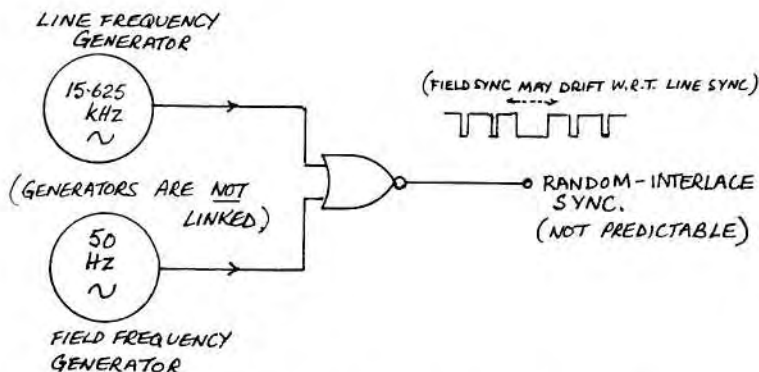 LINE FREQUENCY
GENERATOR
15.625
kHz
(FIELD SYNC MAY DRIFT W.R.T. LINE SYNC)
(GENERATORS ARE NOT
LINKED,)
RANDOM-INTERLACE
SYNC.
(NOT PREDICTABLE)
50
Hz
FIELD FREQUENCY
GENERATOR